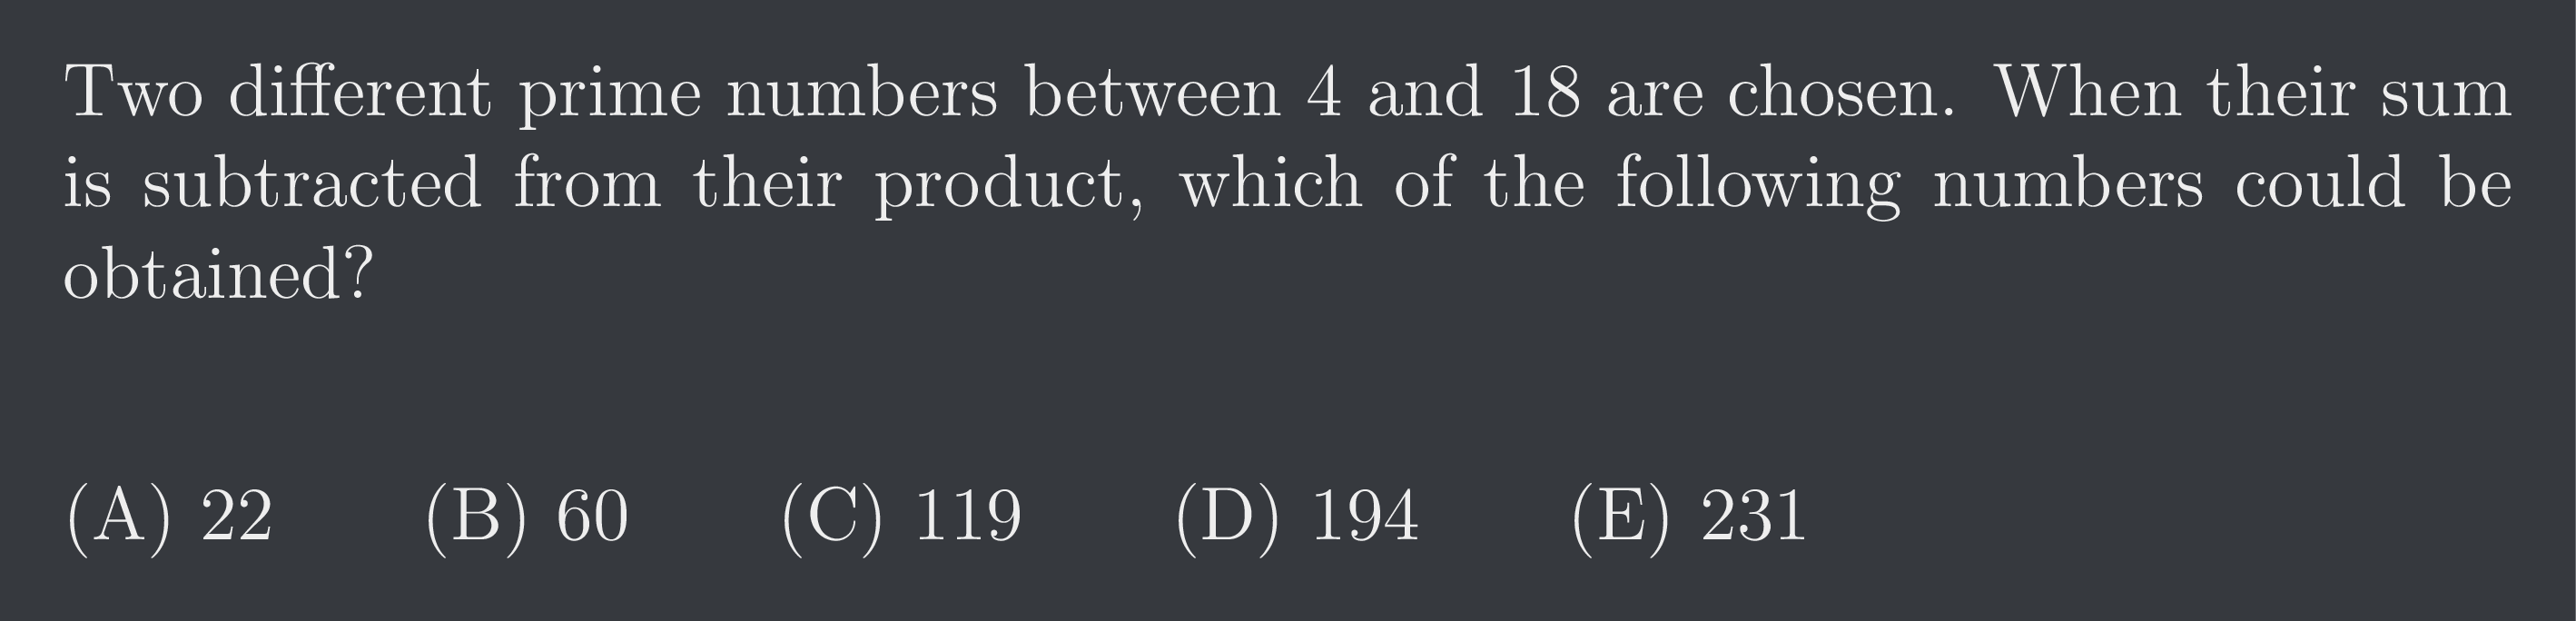 Two different prime numbers between 4 and 18 are chosen. When their sum
is subtracted from their product, which of the following numbers could be
obtained?
(A) 22 (B) 60 (C) 119 (D) 194 (E) 231